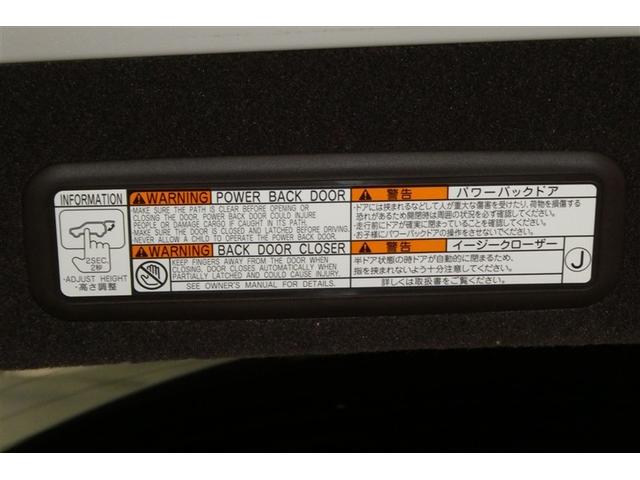 INFORMATION
2SEC.
2秒
・ADJUST HEIGHT
・高さ調整
WARNING POWER BACK DOOR
・MAKE SURE THE PATH IS CLEAR BEFORE OPENING OR
CLOSING THE DOOR. POWER BACK DOOR COULD INJURE
PEOPLE OR DAMAGE CARGO IF CAUGHT IN ITS PATH.
・MAKE SURE THE DOOR IS CLOSED AND LATCHED BEFORE DRIVING.
・NEVER ALLOW A CHILD TO OPERATE THE POWER BACK DOOR.
WARNING BACK DOOR CLOSER
KEEP FINGERS AWAY FROM THE DOOR WHEN
CLOSING. DOOR CLOSES AUTOMATICALLY WHEN
PARTIALLY LATCHED AND COULD CAUSE INJURY.
SEE OWNER'S MANUAL FOR DETAILS.
警告 パワーバックドア
・ドアには挟まれるなどして人が重大な傷害を受けたり、荷物を損傷する
恐れがあるため開閉時は周囲の状況を必ず確認してください。
・走行前にドアが確実に閉まっていることを確認してください。
・お子様にパワーバックドアの操作をさせないでください。
警告 イージークローザー
半ドア状態の時ドアが自動的に閉まるため、
指を挟まれないよう十分注意してください。
詳しくは取扱書をご覧ください。
J